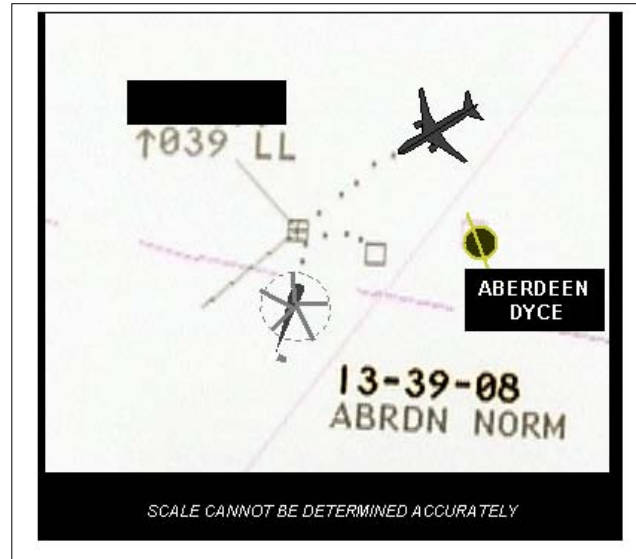 ↑039 LL
ABERDEEN
DYCE
13-39-08
ABRDN NORM
SCALE CANNOT BE DETERMINED ACCURATELY